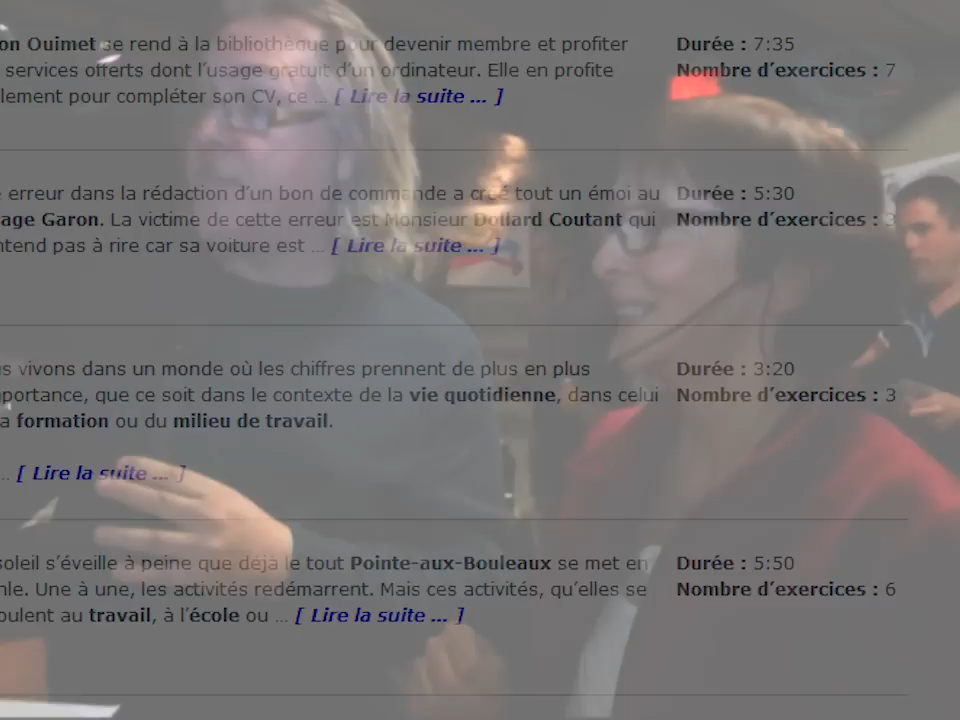 on Ouimet se rend à la bibliothèque pour devenir membre et profiter
services offerts dont l'usage gratuit d'un ordinateur. Elle en profite
lement pour compléter son CV, ce ... [ Lire la suite ... ]
Durée : 7:35
Nombre d'exercices : 7
erreur dans la rédaction d'un bon de commande a créé tout un émoi au
age Garon. La victime de cette erreur est Monsieur Dollard Coutant qui
ntend pas à rire car sa voiture est ... [ Lire la suite ... ]
Durée : 5:30
Nombre d'exercices : 3
s vivons dans un monde où les chiffres prennent de plus en plus
portance, que ce soit dans le contexte de la vie quotidienne, dans celui
a formation ou du milieu de travail.
... [ Lire la suite ... ]
Durée : 3:20
Nombre d'exercices : 3
soleil s'éveille à peine que déjà le tout Pointe-aux-Bouleaux se met en
nle. Une à une, les activités redémarrent. Mais ces activités, qu'elles se
oulent au travail, à l'école ou ... [ Lire la suite ... ]
Durée : 5:50
Nombre d'exercices : 6